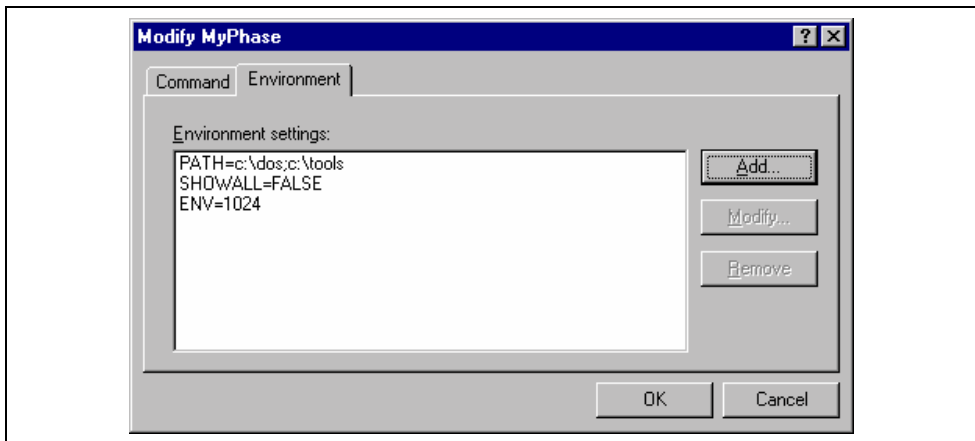 Modify MyPhase
Command Environment
Environment settings:
PATH=c:\dos;c:\tools
SHOWALL=FALSE
ENV=1024
Add...
Modify...
Remove
OK Cancel